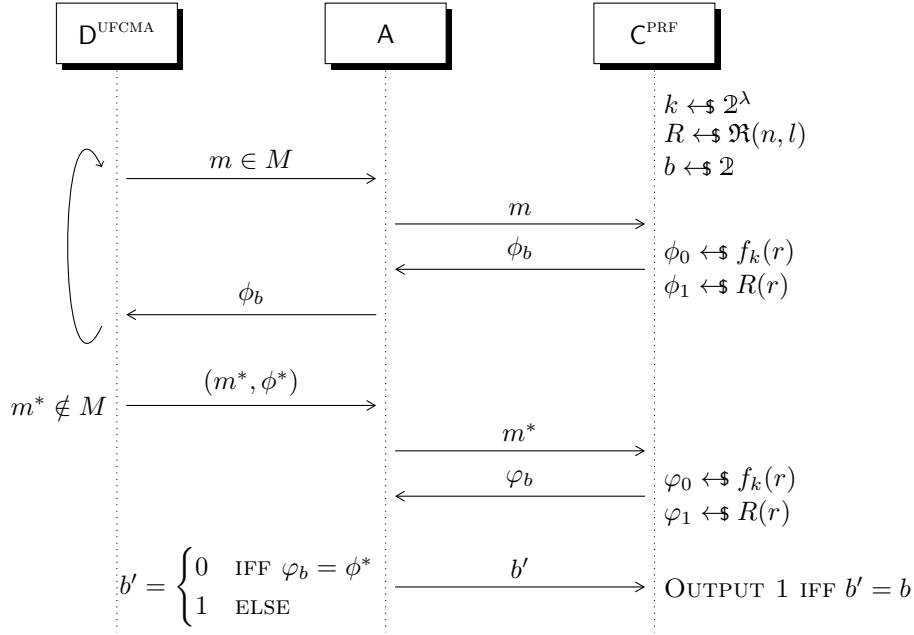 D^UFCMA A C^PRF
k ←$ 𝟚^λ
R ←$ ℜ(n, l)
b ←$ 𝟚
m ∈ M
m
ϕ_b
ϕ_0 ←$ f_k(r)
ϕ_1 ←$ R(r)
ϕ_b
m* ∉ M
(m*, ϕ*)
m*
φ_b
φ_0 ←$ f_k(r)
φ_1 ←$ R(r)
b′ = { 0 IFF φ_b = ϕ*
1 ELSE
b′
OUTPUT 1 IFF b′ = b